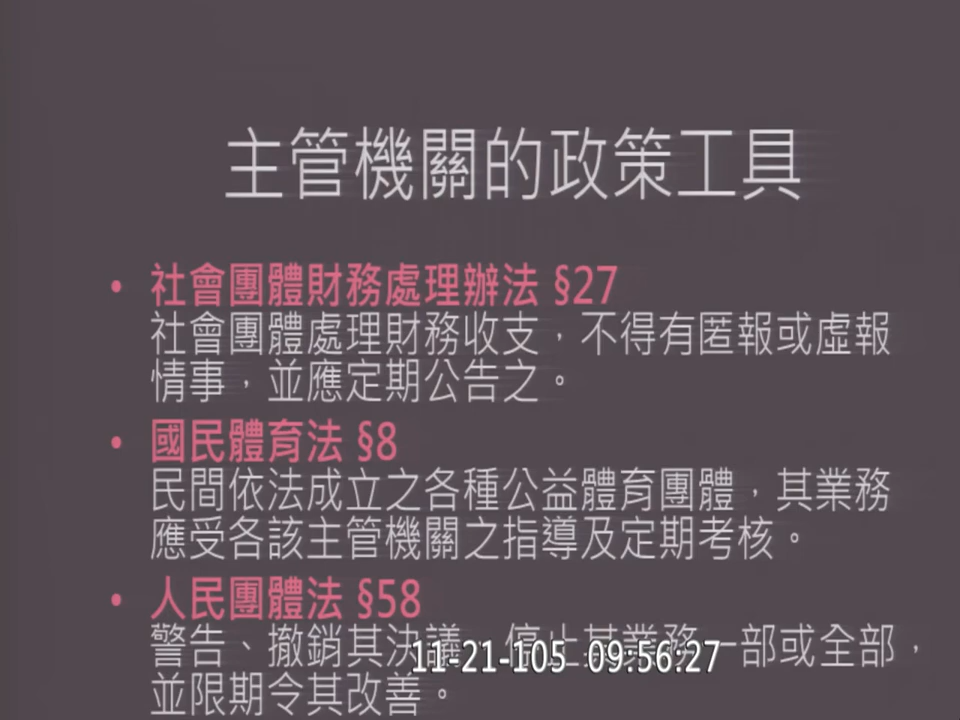 主管機關的政策工具
• 社會團體財務處理辦法 §27
社會團體處理財務收支，不得有匿報或虛報
情事，並應定期公告之。
• 國民體育法 §8
民間依法成立之各種公益體育團體，其業務
應受各該主管機關之指導及定期考核。
• 人民團體法 §58
警告、撤銷其決議、停止其業務一部或全部，
並限期令其改善。
11-21-105 09:56:27